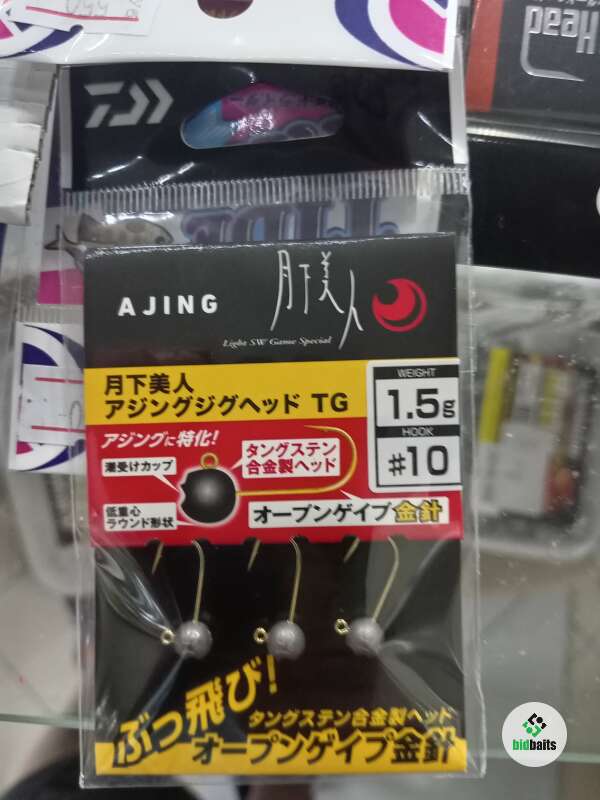 Head
AJING
月下美人
Light SW Game Special
月下美人
アジングジグヘッド TG
WEIGHT
1.5g
HOOK
#10
アジングに特化!
潮受けカップ
タングステン
合金製ヘッド
低重心
ラウンド形状
オープンゲイプ金針
ぶっ飛び!
タングステン合金製ヘッド
オープンゲイプ金針
bidbaits